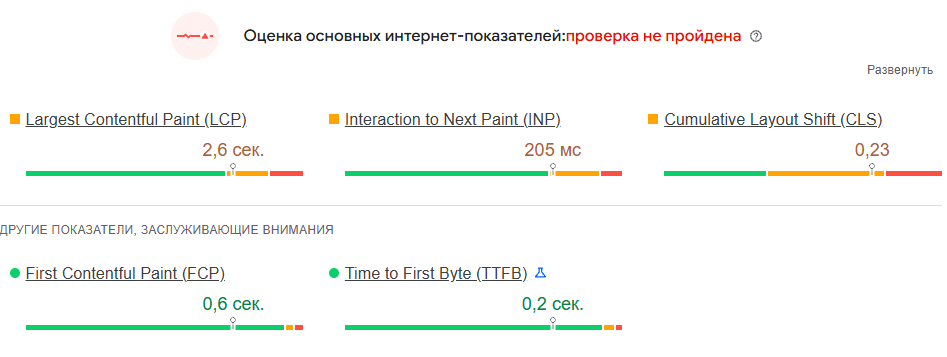 Оценка основных интернет-показателей:проверка не пройдена
Развернуть
Largest Contentful Paint (LCP)
2,6 сек.
Interaction to Next Paint (INP)
205 мс
Cumulative Layout Shift (CLS)
0,23
ДРУГИЕ ПОКАЗАТЕЛИ, ЗАСЛУЖИВАЮЩИЕ ВНИМАНИЯ
First Contentful Paint (FCP)
0,6 сек.
Time to First Byte (TTFB)
0,2 сек.